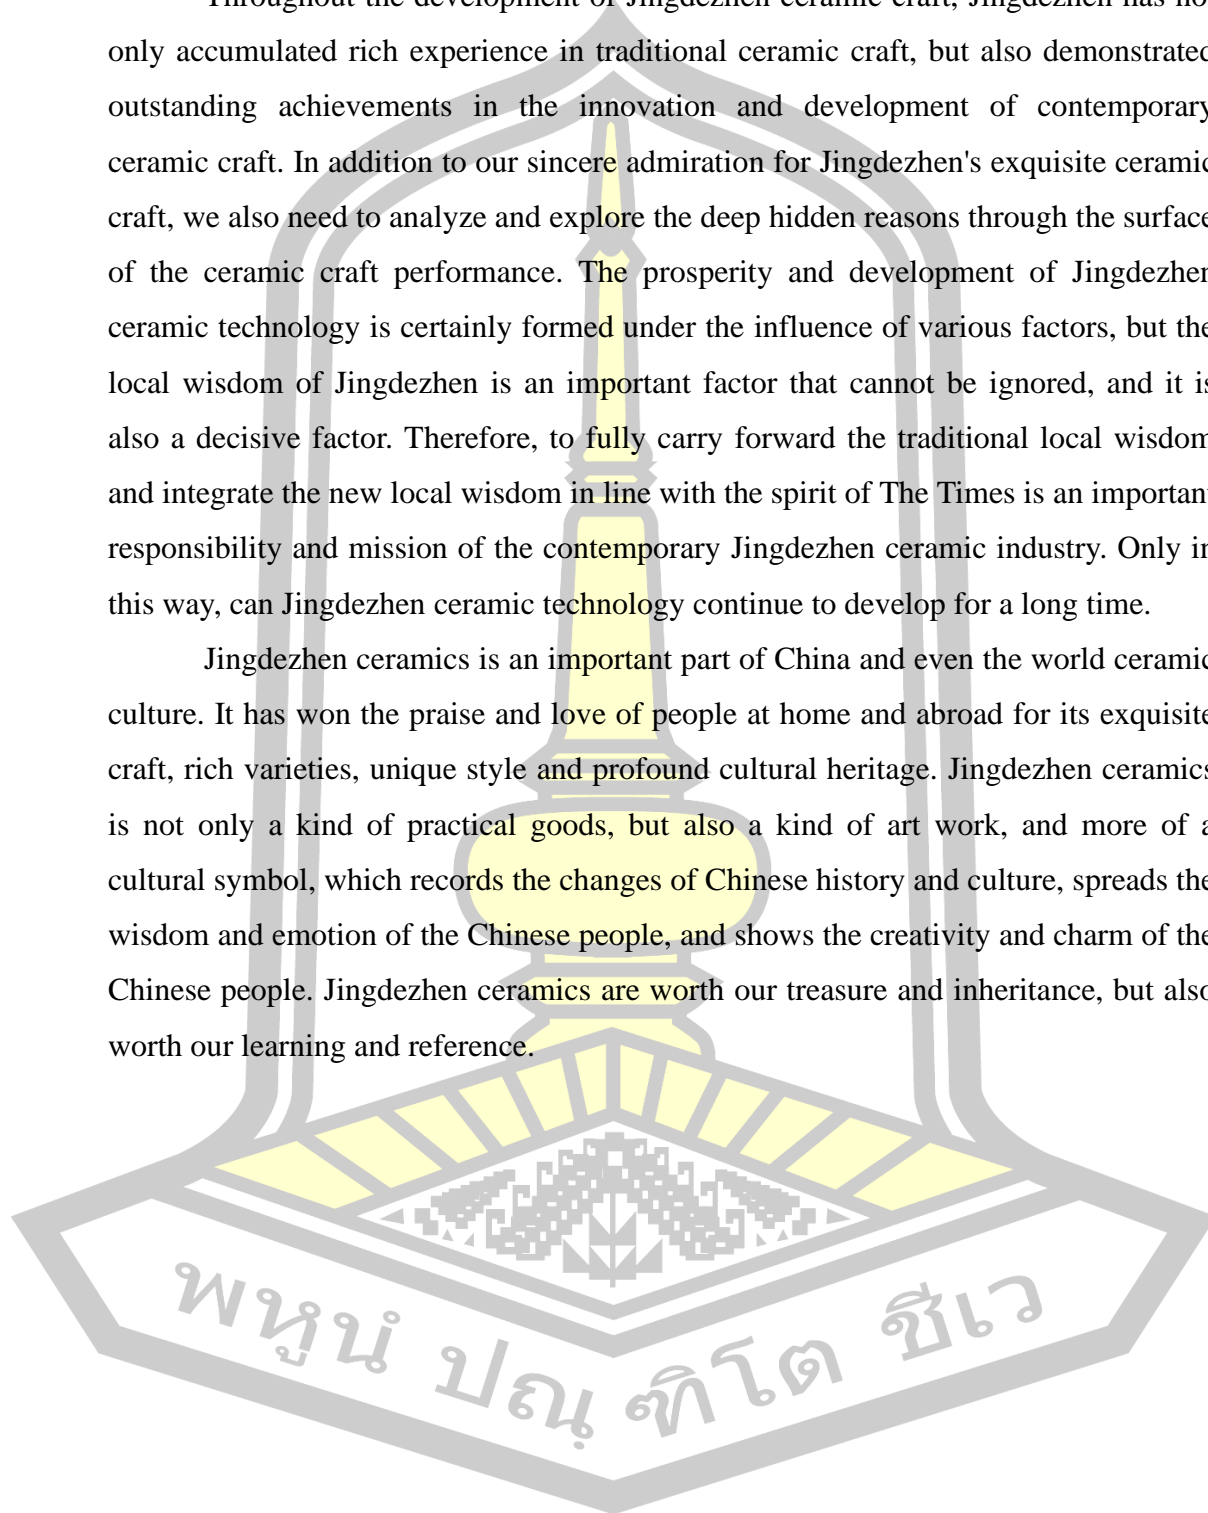 Throughout the development of Jingdezhen ceramic craft, Jingdezhen has not
only accumulated rich experience in traditional ceramic craft, but also demonstrated
outstanding achievements in the innovation and development of contemporary
ceramic craft. In addition to our sincere admiration for Jingdezhen's exquisite ceramic
craft, we also need to analyze and explore the deep hidden reasons through the surface
of the ceramic craft performance. The prosperity and development of Jingdezhen
ceramic technology is certainly formed under the influence of various factors, but the
local wisdom of Jingdezhen is an important factor that cannot be ignored, and it is
also a decisive factor. Therefore, to fully carry forward the traditional local wisdom
and integrate the new local wisdom in line with the spirit of The Times is an important
responsibility and mission of the contemporary Jingdezhen ceramic industry. Only in
this way, can Jingdezhen ceramic technology continue to develop for a long time.
Jingdezhen ceramics is an important part of China and even the world ceramic
culture. It has won the praise and love of people at home and abroad for its exquisite
craft, rich varieties, unique style and profound cultural heritage. Jingdezhen ceramics
is not only a kind of practical goods, but also a kind of art work, and more of a
cultural symbol, which records the changes of Chinese history and culture, spreads the
wisdom and emotion of the Chinese people, and shows the creativity and charm of the
Chinese people. Jingdezhen ceramics are worth our treasure and inheritance, but also
worth our learning and reference.
พหูนํ ปณฺฑิโต ชีเว